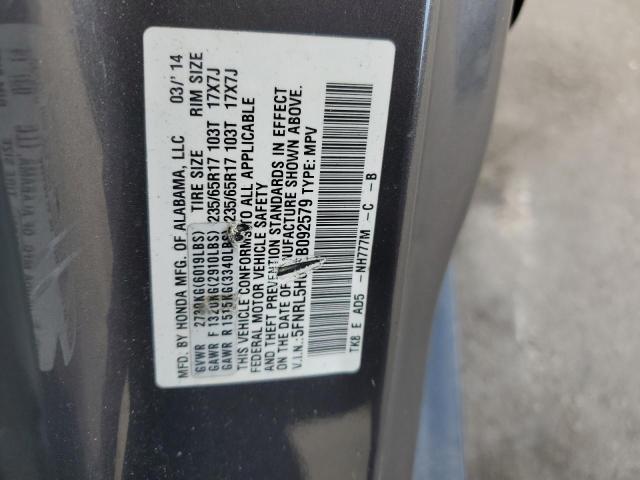 MFD. BY HONDA MFG. OF ALABAMA, LLC 03/'14
GVWR 2730KG(6019LBS) TIRE SIZE RIM SIZE
GAWR F 1320KG(2910LBS) 235/65R17 103T 17X7J
GAWR R 1515KG(3340LBS) 235/65R17 103T 17X7J
THIS VEHICLE CONFORMS TO ALL APPLICABLE
FEDERAL MOTOR VEHICLE SAFETY
AND THEFT PREVENTION STANDARDS IN EFFECT
ON THE DATE OF MANUFACTURE SHOWN ABOVE.
V.I.N.: 5FNRL5H B092579 TYPE: MPV
TK8 E AD5 -NH777M -C -B